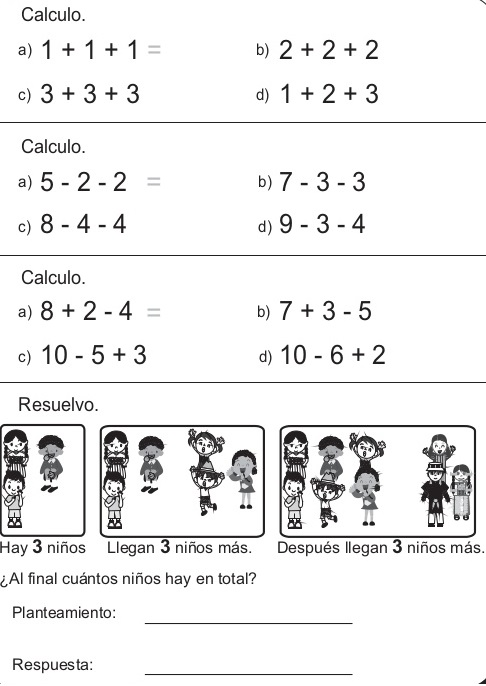 Calculo.
a) 1 + 1 + 1 = b) 2 + 2 + 2
c) 3 + 3 + 3 d) 1 + 2 + 3
Calculo.
a) 5 - 2 - 2 = b) 7 - 3 - 3
c) 8 - 4 - 4 d) 9 - 3 - 4
Calculo.
a) 8 + 2 - 4 = b) 7 + 3 - 5
c) 10 - 5 + 3 d) 10 - 6 + 2
Resuelvo.
Hay 3 niños Llegan 3 niños más. Después llegan 3 niños más.
¿Al final cuántos niños hay en total?
Planteamiento:
Respuesta: